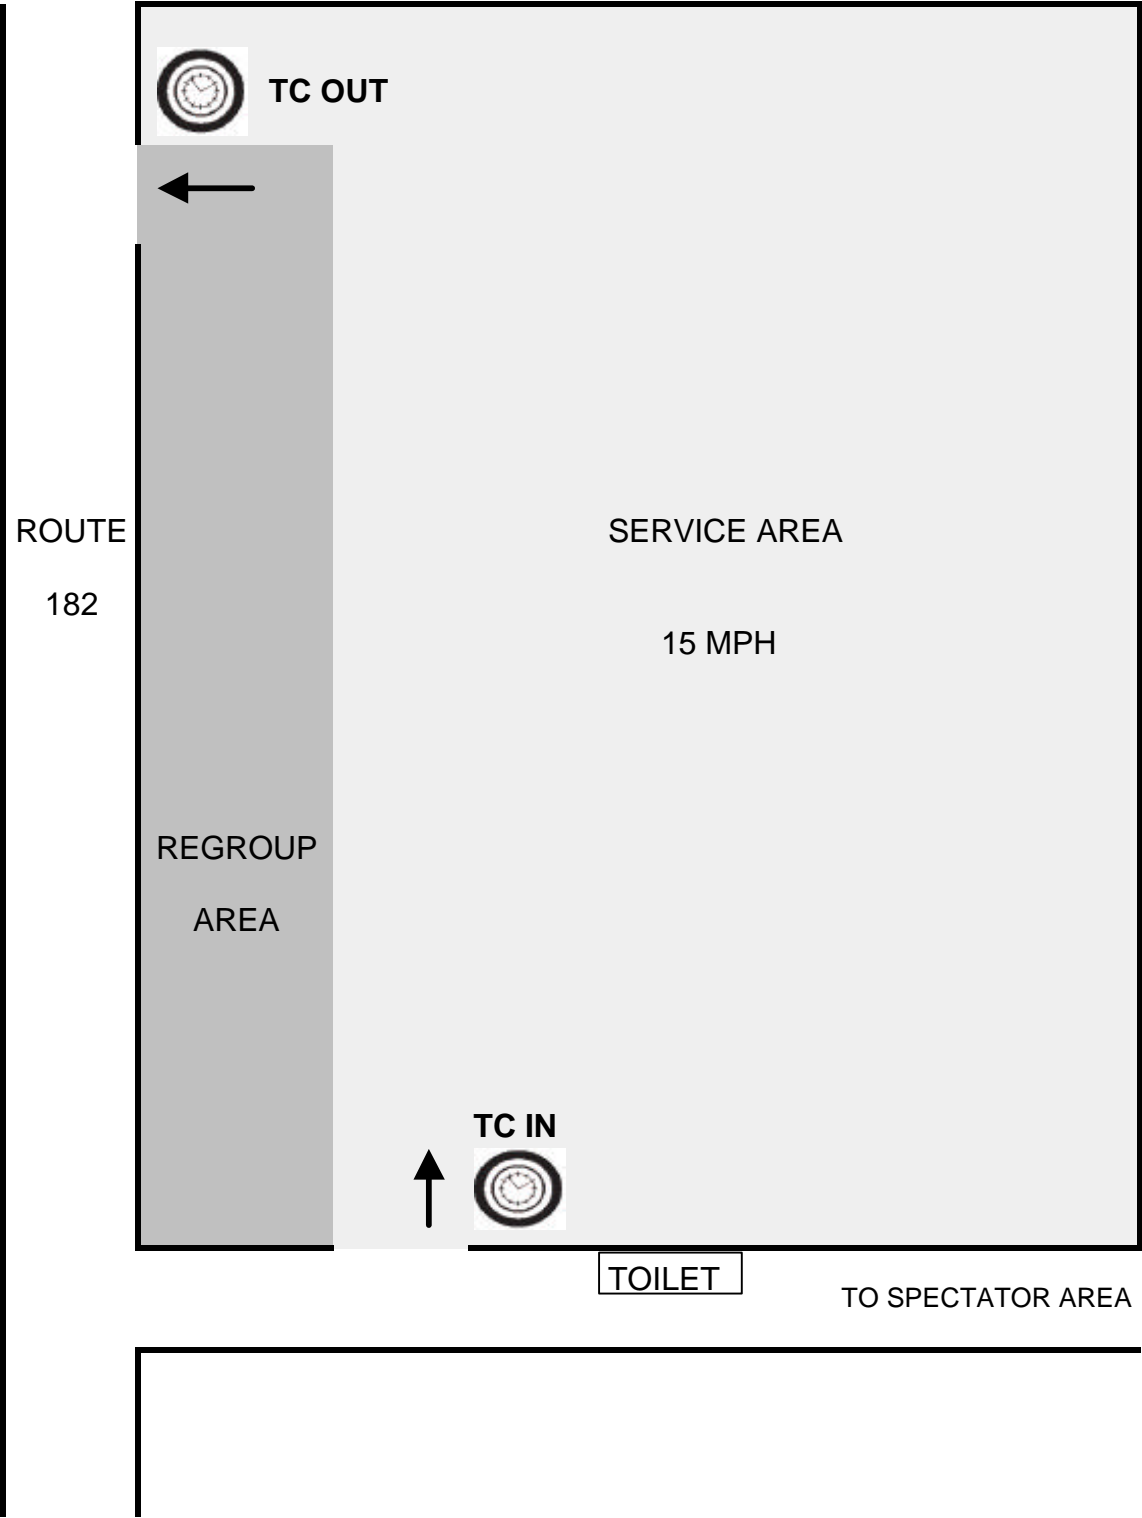 TC OUT
ROUTE
182
SERVICE AREA
15 MPH
REGROUP
AREA
TC IN
TOILET
TO SPECTATOR AREA